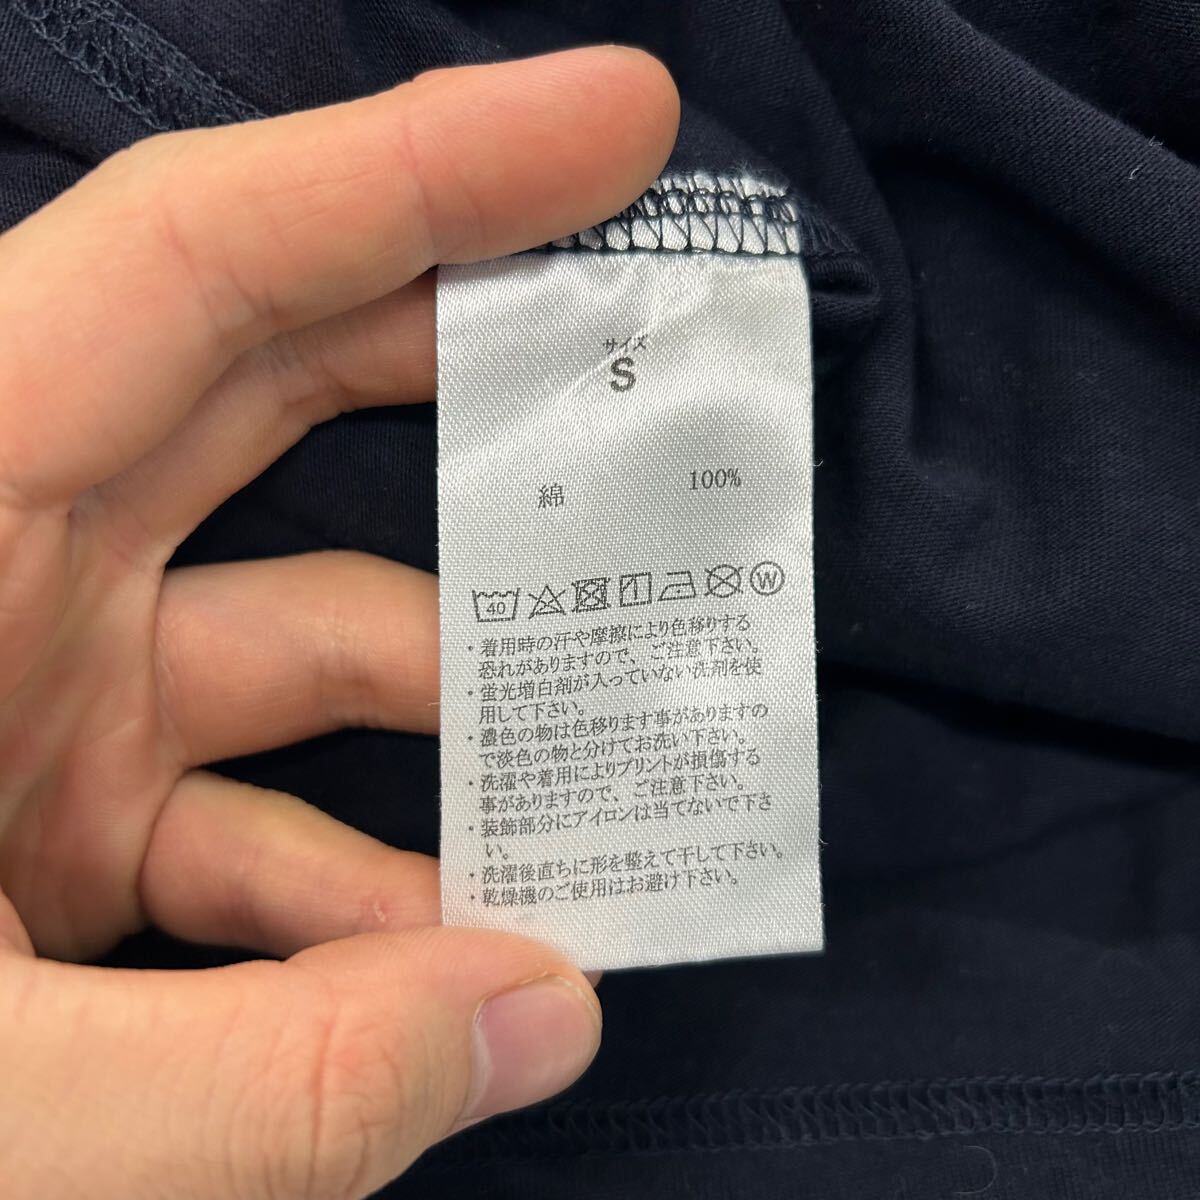 サイズ
S
綿 100%
40 W
・着用時の汗や摩擦により色移りする
恐れがありますので、ご注意下さい。
・蛍光増白剤が入っていない洗剤を使
用して下さい。
・濃色の物は色移ります事がありますの
で淡色の物と分けてお洗い下さい。
・洗濯や着用によりプリントが損傷する
事がありますので、ご注意下さい。
・装飾部分にアイロンは当てないで下さ
い。
・洗濯後直ちに形を整えて干して下さい。
・乾燥機のご使用はお避け下さい。